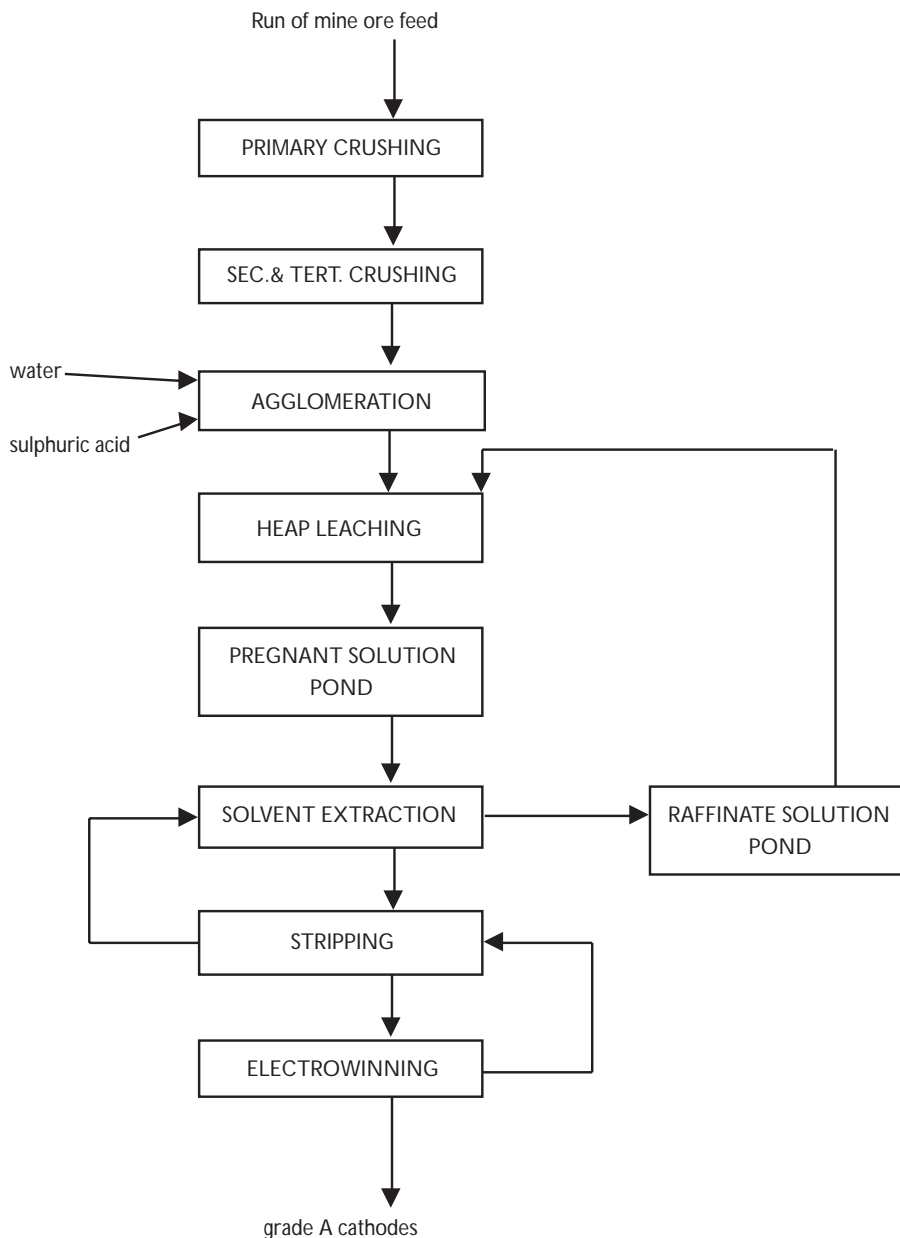 Run of mine ore feed
PRIMARY CRUSHING
SEC.& TERT. CRUSHING
water
AGGLOMERATION
sulphuric acid
HEAP LEACHING
PREGNANT SOLUTION
POND
SOLVENT EXTRACTION
RAFFINATE SOLUTION
POND
STRIPPING
ELECTROWINNING
grade A cathodes